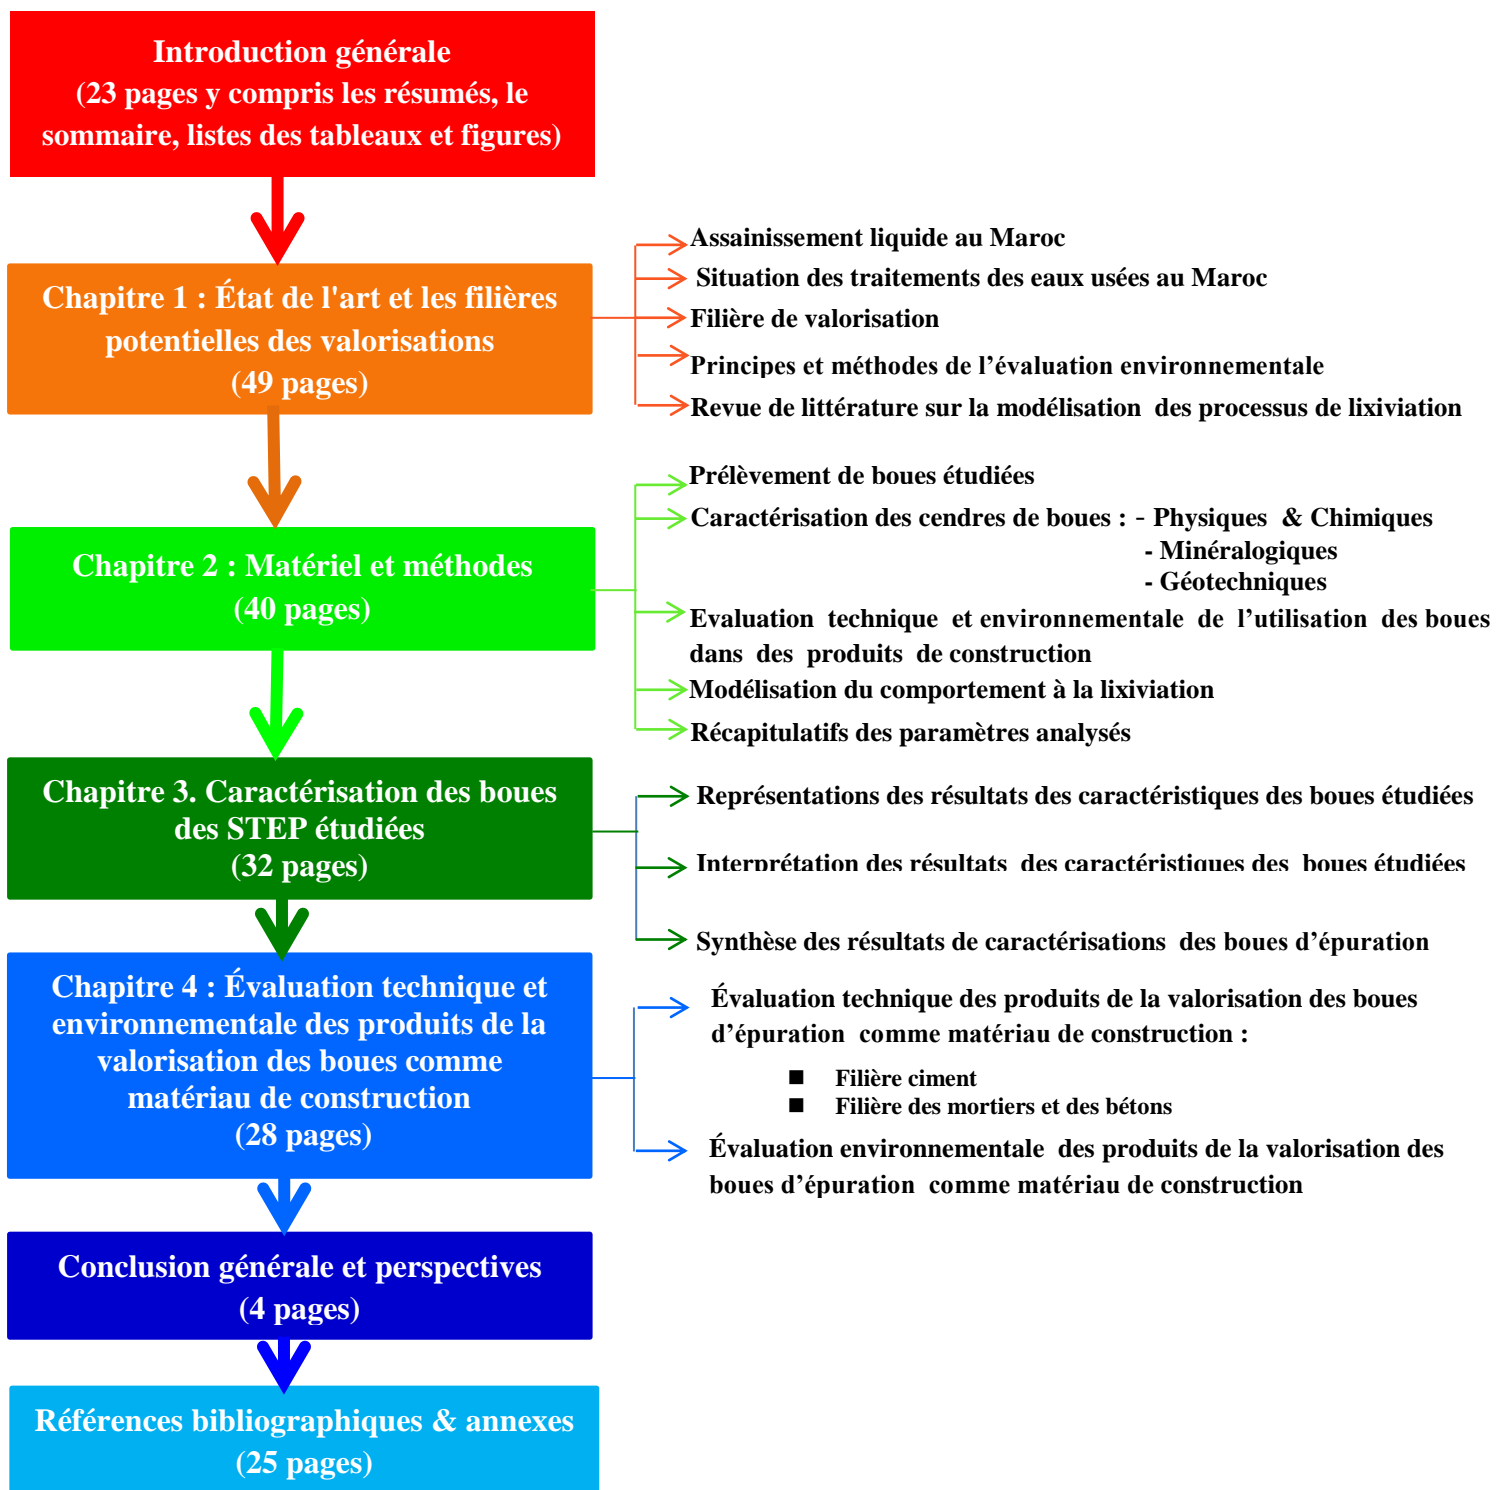 Introduction générale
(23 pages y compris les résumés, le
sommaire, listes des tableaux et figures)
Chapitre 1 : État de l'art et les filières
potentielles des valorisations
(49 pages)
Assainissement liquide au Maroc
Situation des traitements des eaux usées au Maroc
Filière de valorisation
Principes et méthodes de l’évaluation environnementale
Revue de littérature sur la modélisation des processus de lixiviation
Chapitre 2 : Matériel et méthodes
(40 pages)
Prélèvement de boues étudiées
Caractérisation des cendres de boues : - Physiques & Chimiques
- Minéralogiques
- Géotechniques
Evaluation technique et environnementale de l’utilisation des boues
dans des produits de construction
Modélisation du comportement à la lixiviation
Récapitulatifs des paramètres analysés
Chapitre 3. Caractérisation des boues
des STEP étudiées
(32 pages)
Représentations des résultats des caractéristiques des boues étudiées
Interprétation des résultats des caractéristiques des boues étudiées
Synthèse des résultats de caractérisations des boues d’épuration
Chapitre 4 : Évaluation technique et
environnementale des produits de la
valorisation des boues comme
matériau de construction
(28 pages)
Évaluation technique des produits de la valorisation des boues
d’épuration comme matériau de construction :
■ Filière ciment
■ Filière des mortiers et des bétons
Évaluation environnementale des produits de la valorisation des
boues d’épuration comme matériau de construction
Conclusion générale et perspectives
(4 pages)
Références bibliographiques & annexes
(25 pages)